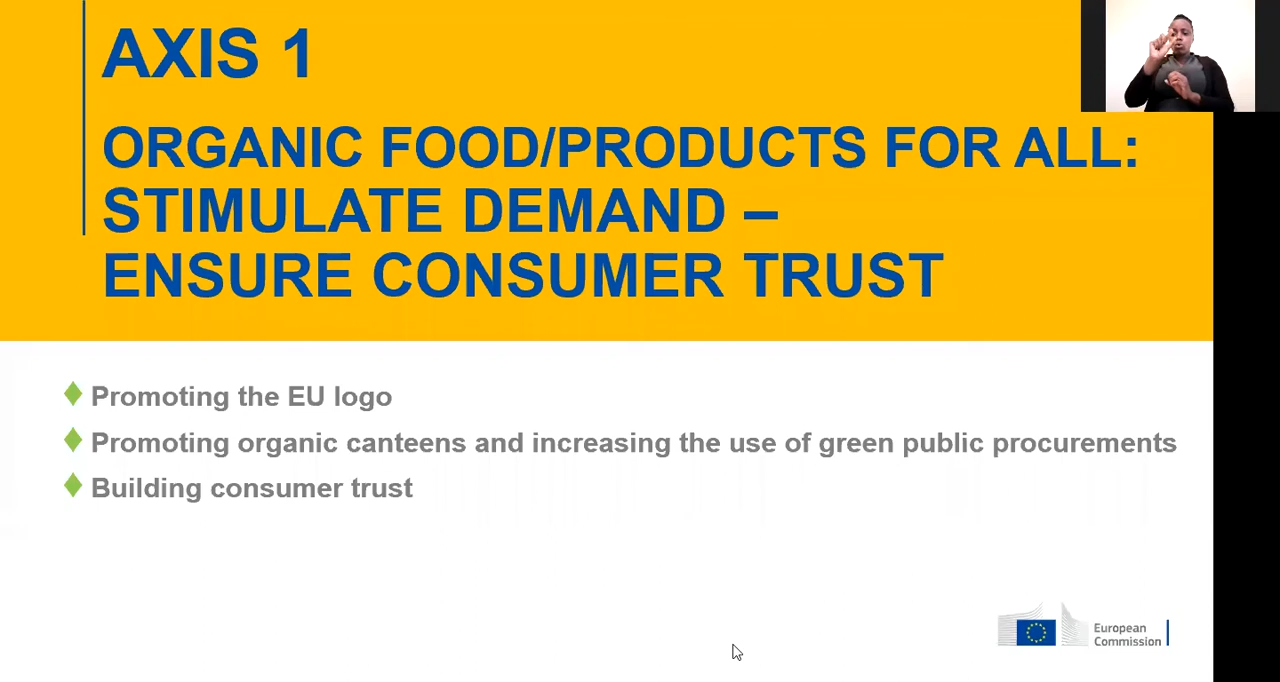 AXIS 1
ORGANIC FOOD/PRODUCTS FOR ALL:
STIMULATE DEMAND –
ENSURE CONSUMER TRUST
Promoting the EU logo
Promoting organic canteens and increasing the use of green public procurements
Building consumer trust
European
Commission